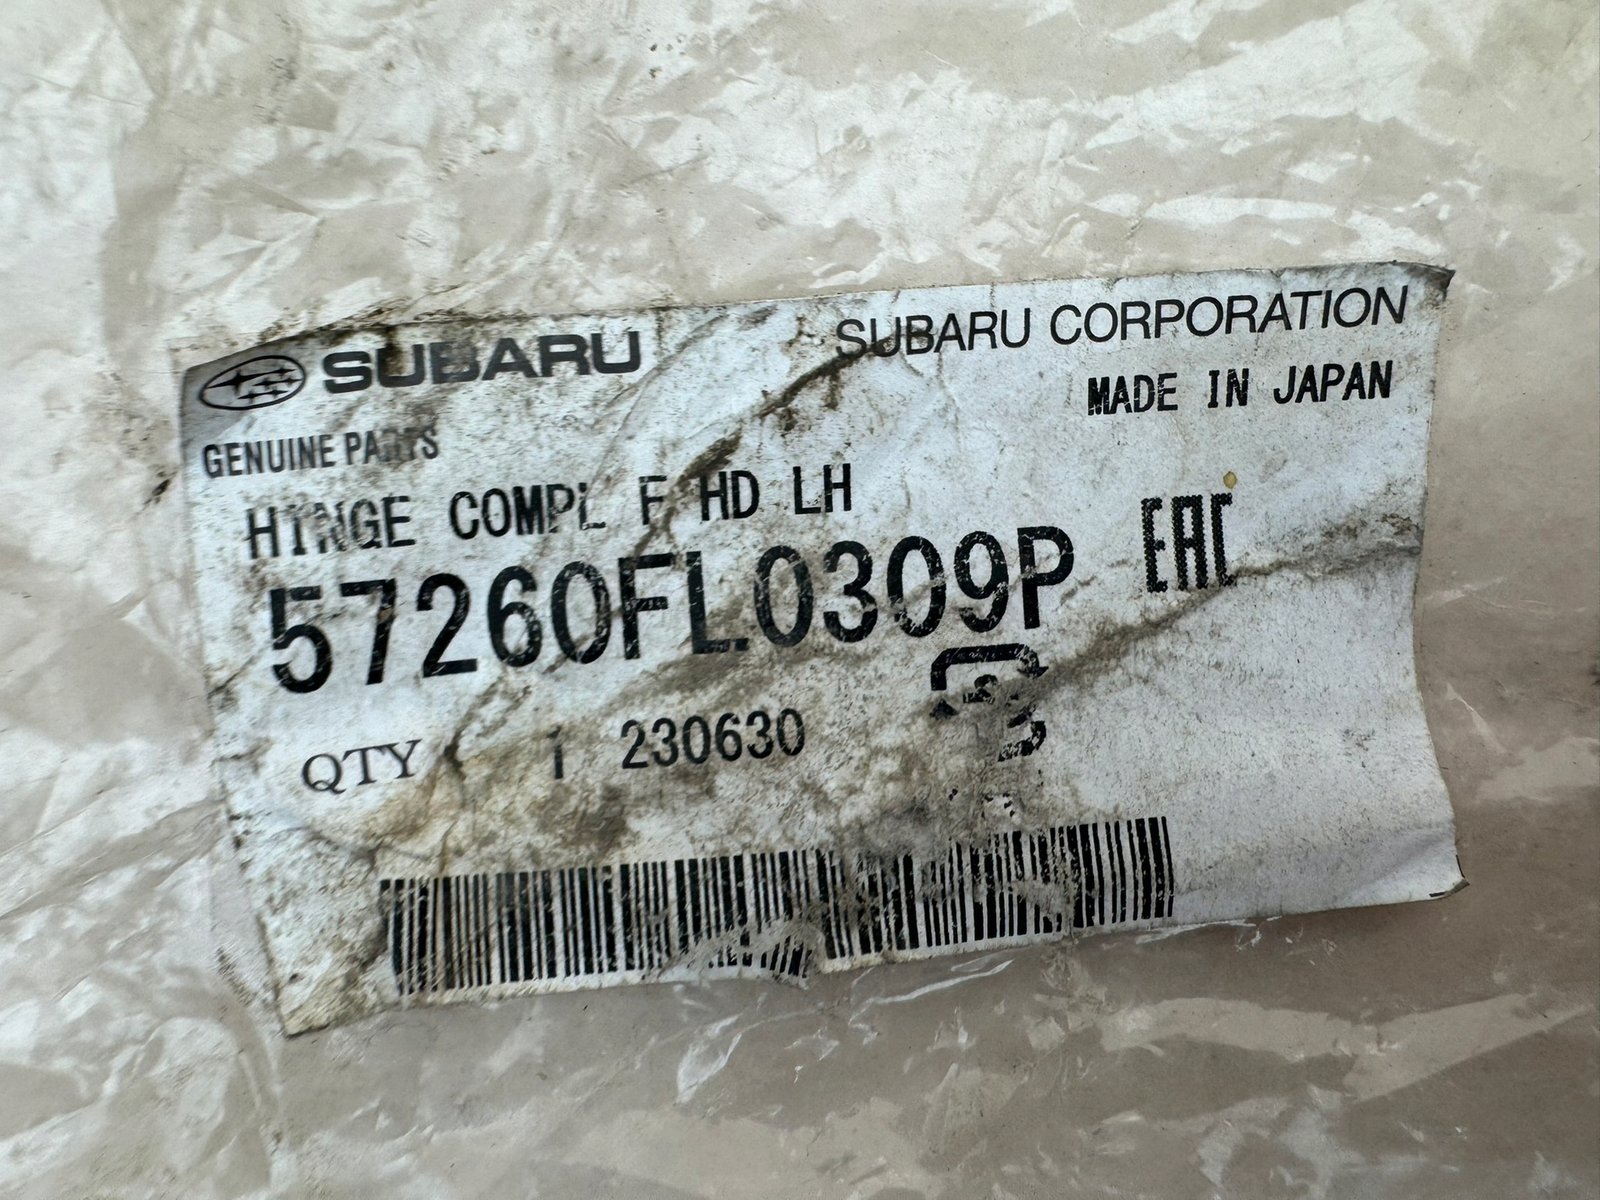 SUBARU SUBARU CORPORATION
MADE IN JAPAN
GENUINE PARTS
HINGE COMPL F HD LH
57260FL0309P EAC
QTY 1 230630